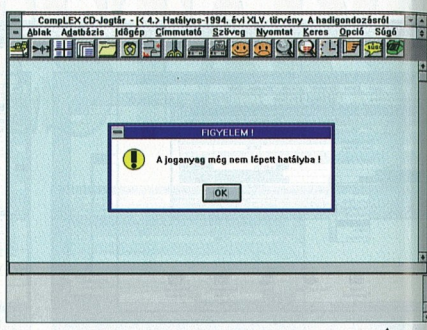 CompLEX CD-Jogtár - [< 4.> Hatályos-1994. évi XLV. törvény A hadigondozásról
Ablak Adatbázis Időgép Címmutató Szöveg Nyomtat Keres Opció Súgó
FIGYELEM !
A joganyag még nem lépett hatályba !
OK